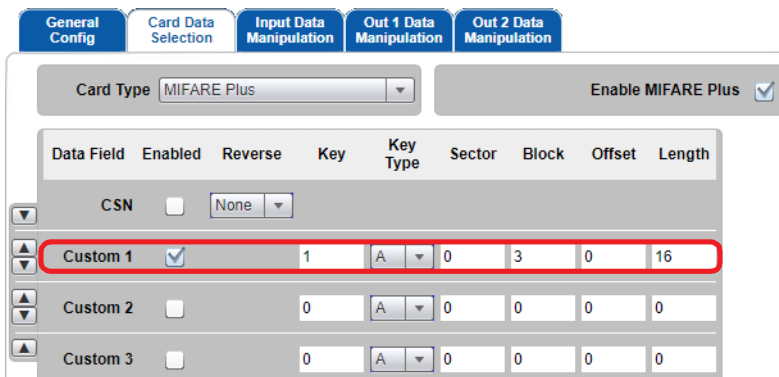 General Config Card Data Selection Input Data Manipulation Out 1 Data Manipulation Out 2 Data Manipulation
Card Type MIFARE Plus Enable MIFARE Plus
Data Field Enabled Reverse Key Key Type Sector Block Offset Length
CSN None
Custom 1 1 A 0 3 0 16
Custom 2 0 A 0 0 0 0
Custom 3 0 A 0 0 0 0